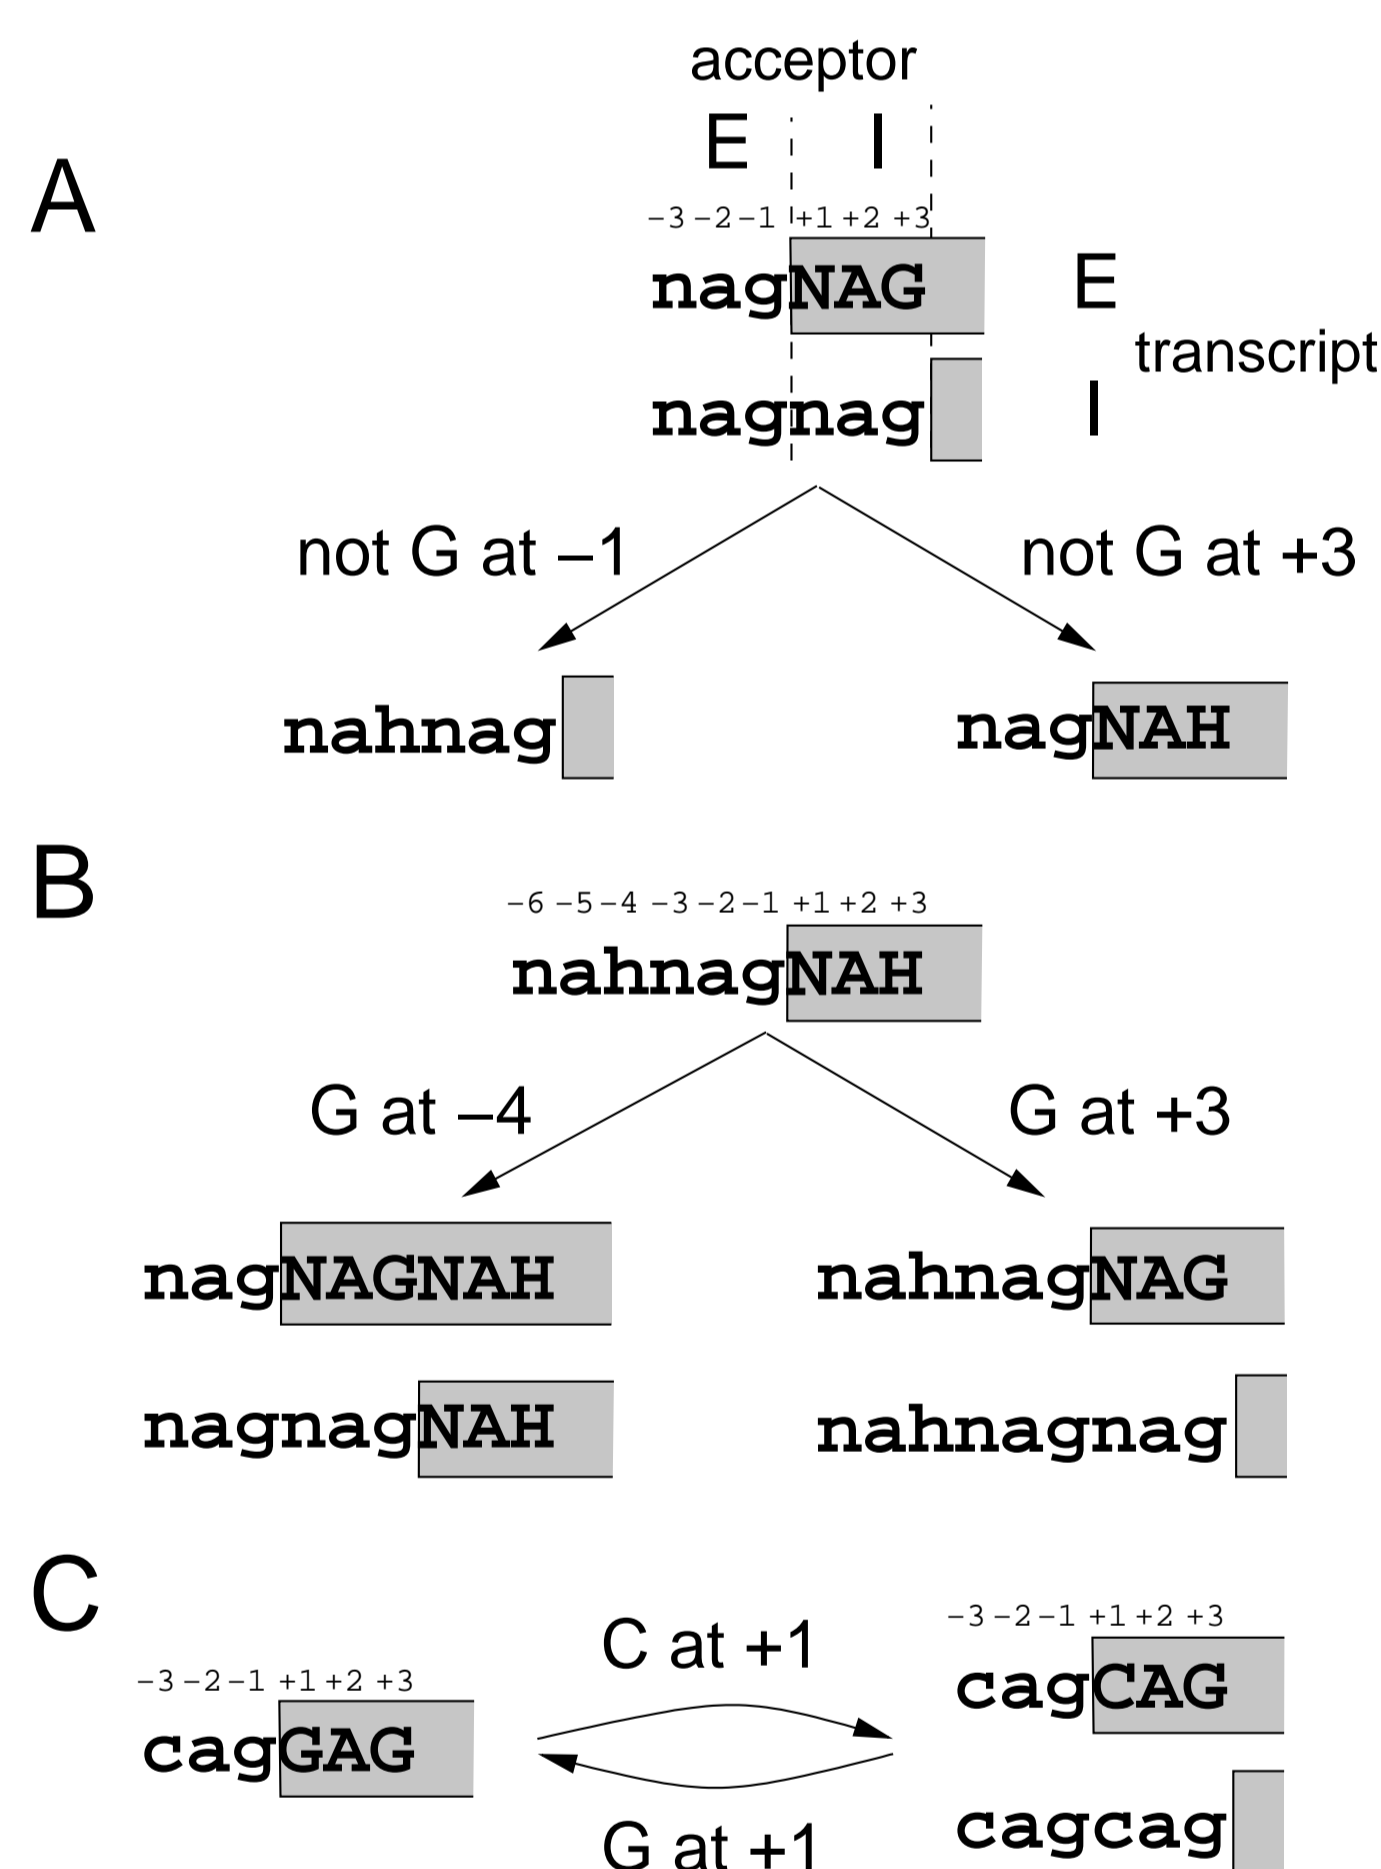 acceptor
E I
A
−3 −2 −1 +1 +2 +3
nagNAG E
transcript
nagnag I
not G at −1 not G at +3
nahnag nagNAH
B
−6 −5 −4 −3 −2 −1 +1 +2 +3
nahnagNAH
G at −4 G at +3
nagNAGNAH nahnagNAG
nagnagNAH nahnagnag
C
C at +1
−3 −2 −1 +1 +2 +3
−3 −2 −1 +1 +2 +3
cagCAG
cagGAG
G at +1
cagcag